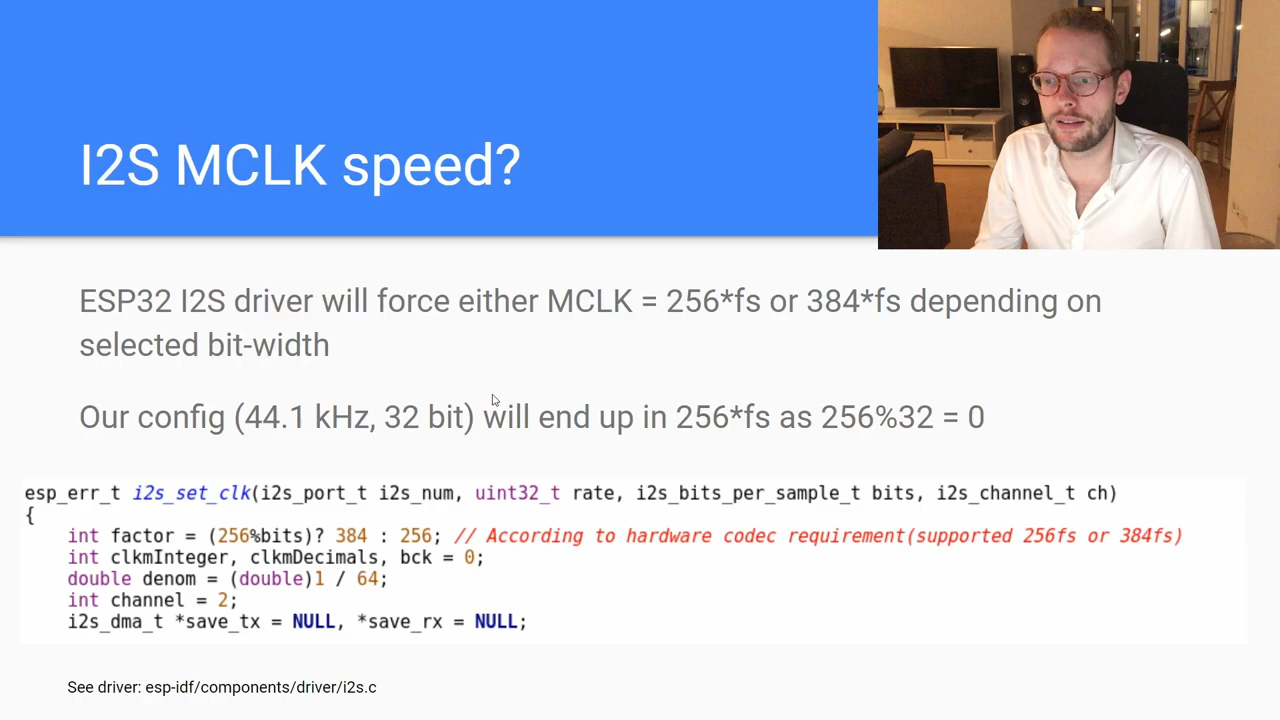 I2S MCLK speed?
ESP32 I2S driver will force either MCLK = 256*fs or 384*fs depending on
selected bit-width
Our config (44.1 kHz, 32 bit) will end up in 256*fs as 256%32 = 0
esp_err_t i2s_set_clk(i2s_port_t i2s_num, uint32_t rate, i2s_bits_per_sample_t bits, i2s_channel_t ch)
{
    int factor = (256%bits)? 384 : 256; // According to hardware codec requirement(supported 256fs or 384fs)
    int clkmInteger, clkmDecimals, bck = 0;
    double denom = (double)1 / 64;
    int channel = 2;
    i2s_dma_t *save_tx = NULL, *save_rx = NULL;
See driver: esp-idf/components/driver/i2s.c